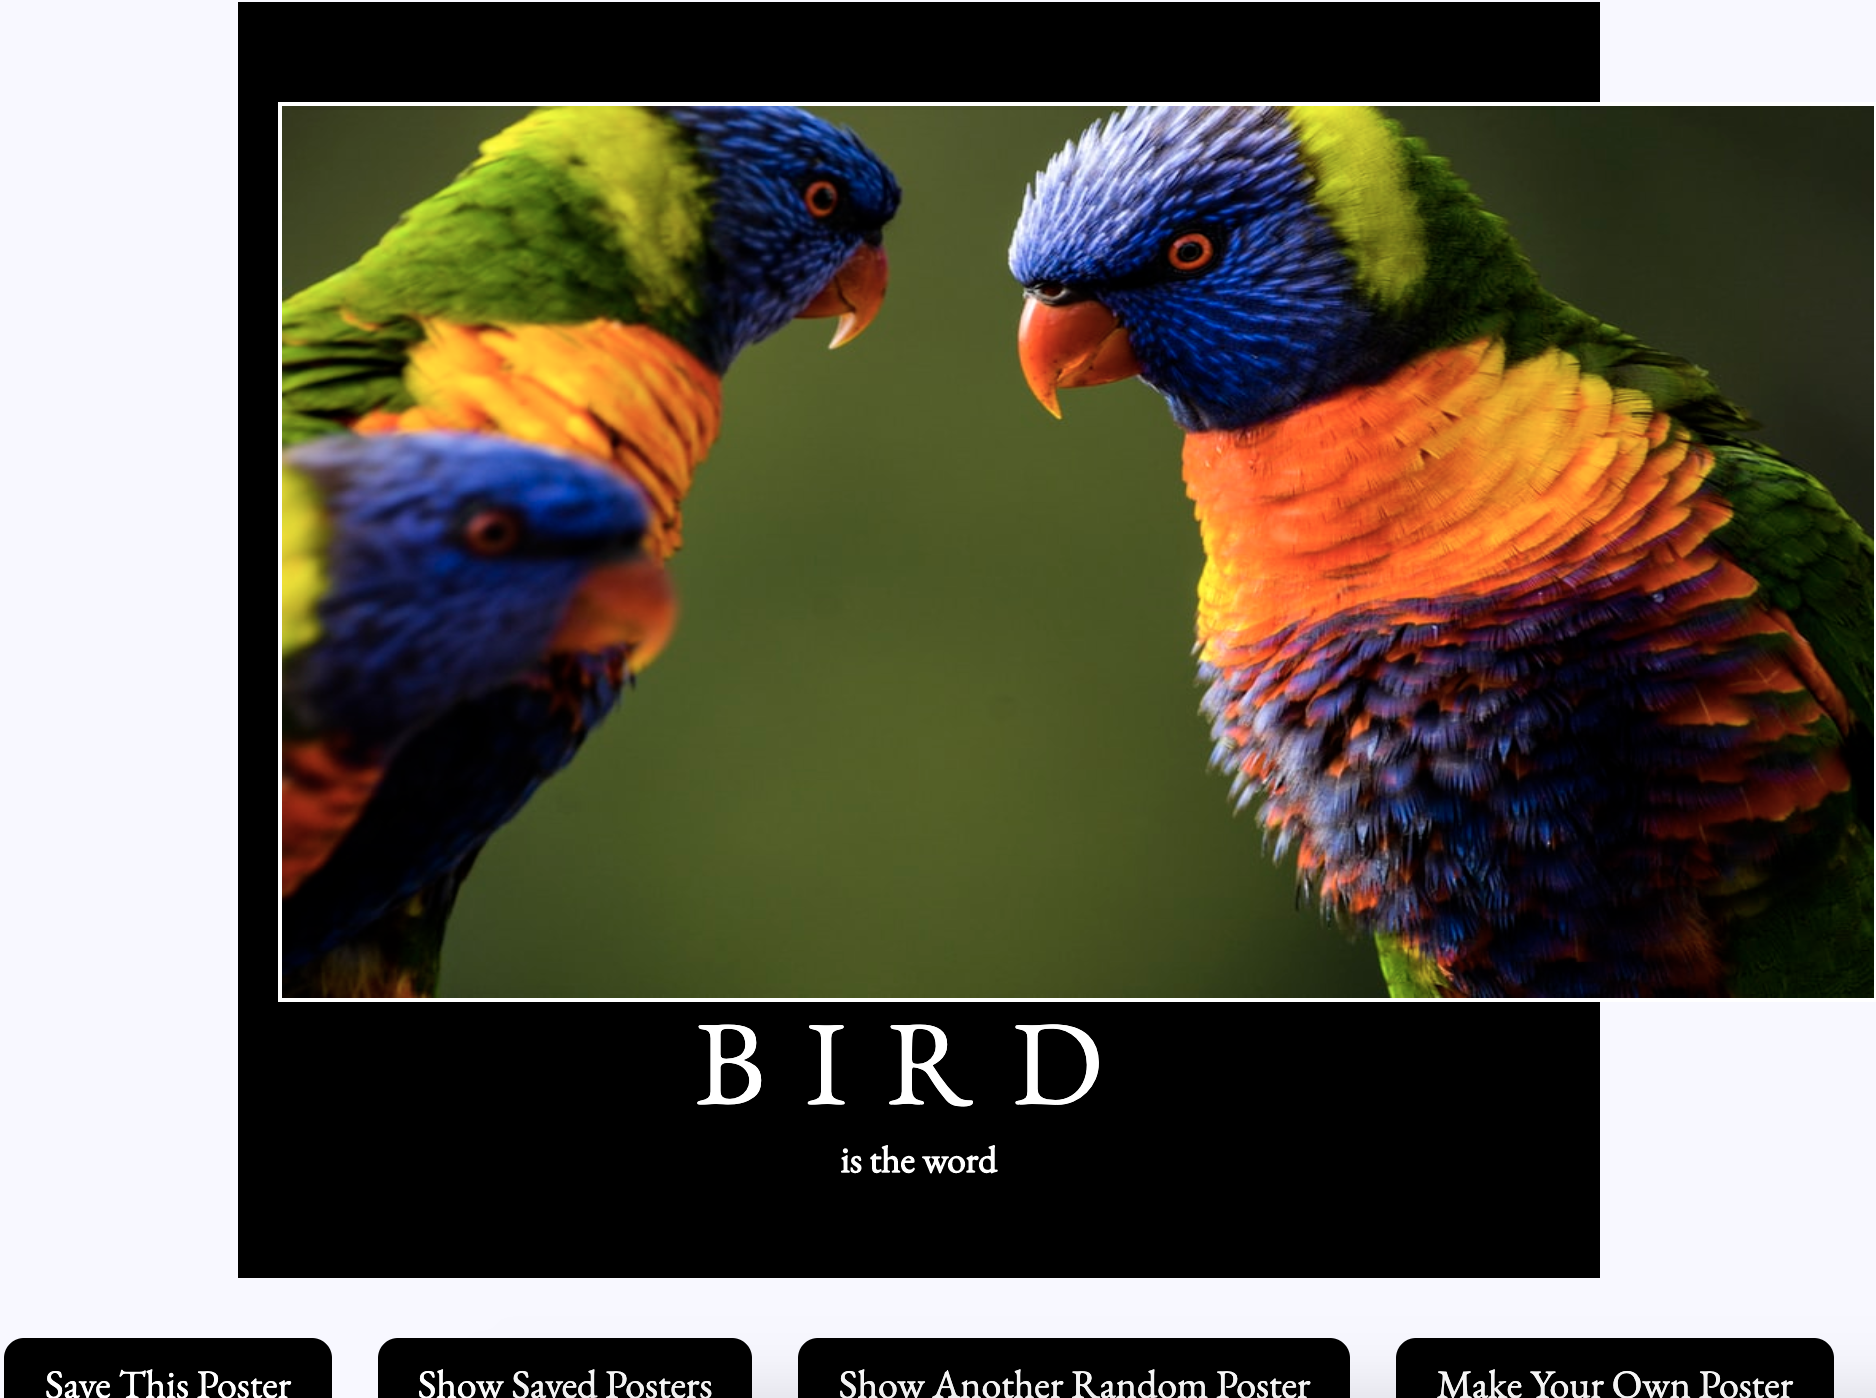 BIRD
is the word
Save This Poster
Show Saved Posters
Show Another Random Poster
Make Your Own Poster